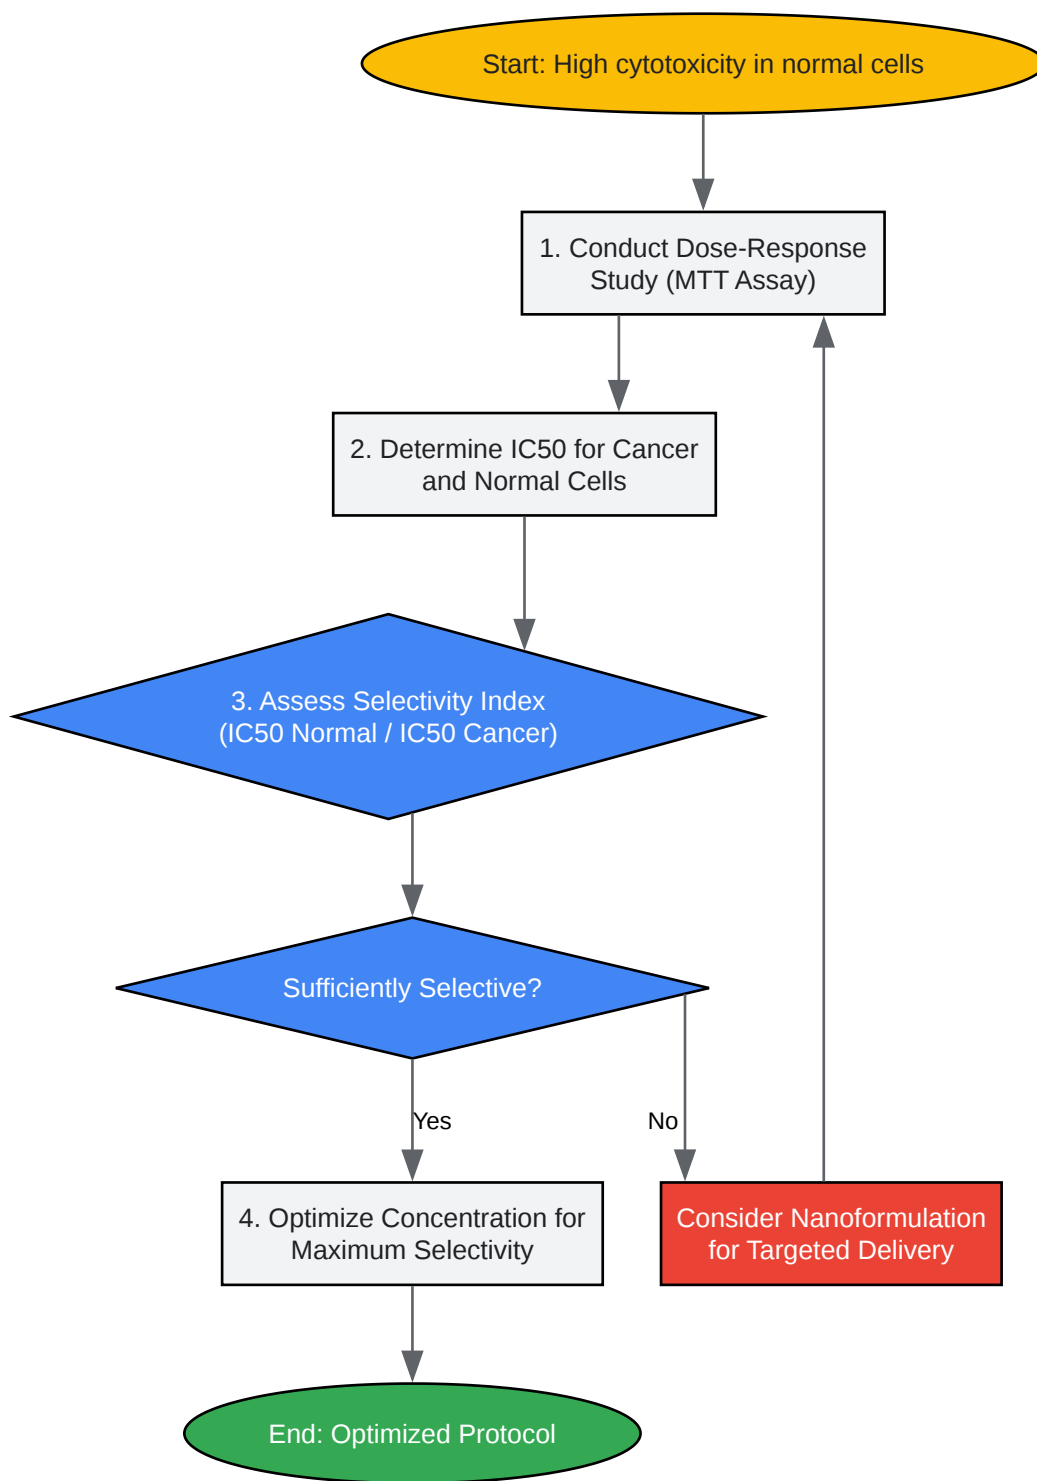 Start: High cytotoxicity in normal cells
1. Conduct Dose-Response
Study (MTT Assay)
2. Determine IC50 for Cancer
and Normal Cells
3. Assess Selectivity Index
(IC50 Normal / IC50 Cancer)
Sufficiently Selective?
Yes
No
4. Optimize Concentration for
Maximum Selectivity
Consider Nanoformulation
for Targeted Delivery
End: Optimized Protocol